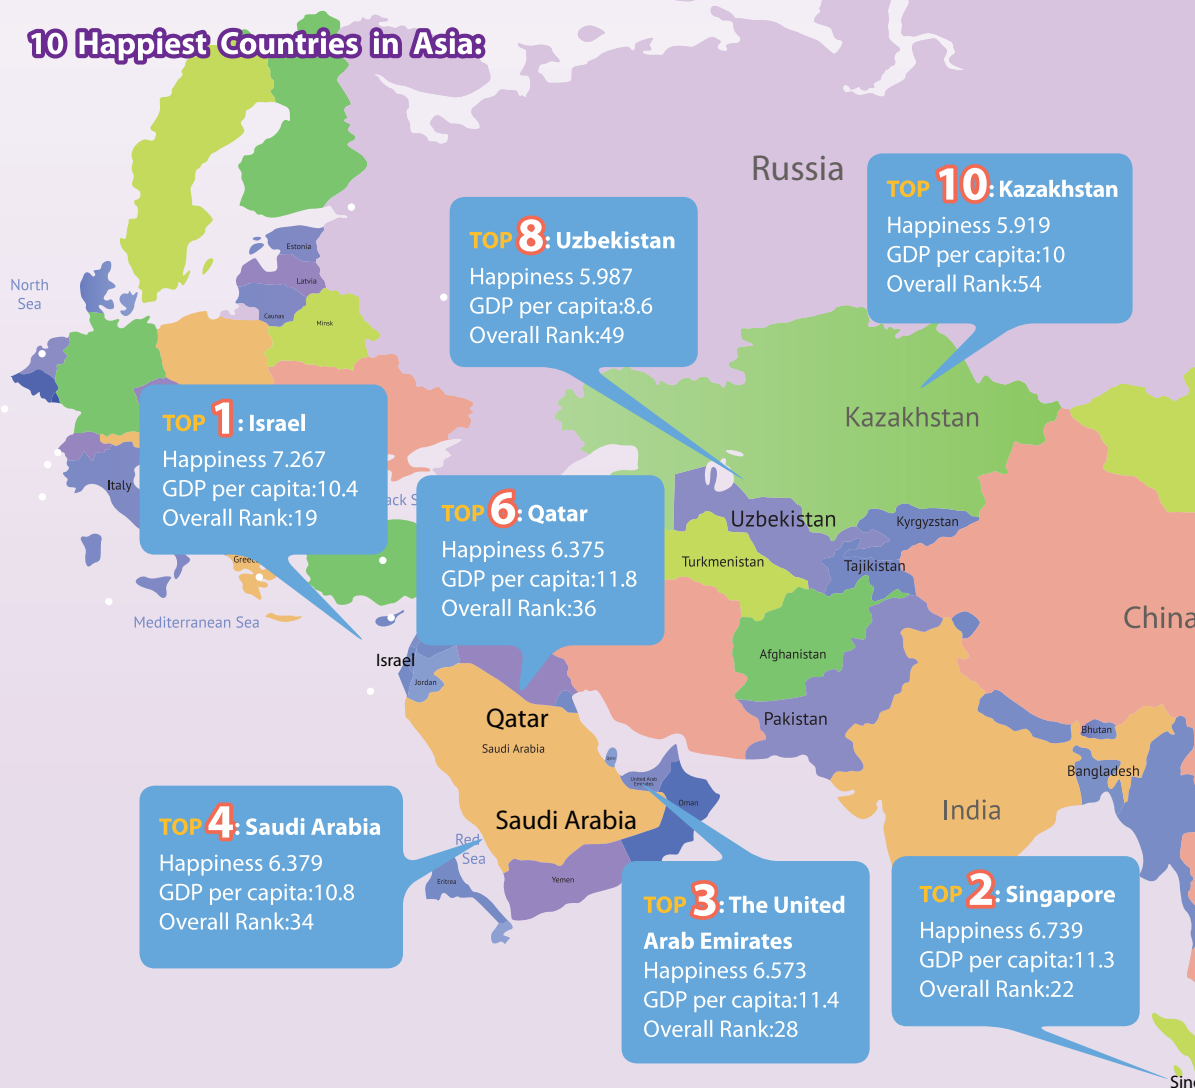 10 Happiest Countries in Asia:
Russia
TOP 10: Kazakhstan
Happiness 5.919
GDP per capita:10
Overall Rank:54
TOP 8: Uzbekistan
Happiness 5.987
GDP per capita:8.6
Overall Rank:49
North
Sea
Estonia
Latvia
Caunas
Minsk
TOP 1: Israel
Happiness 7.267
GDP per capita:10.4
Overall Rank:19
Italy
Kazakhstan
TOP 6: Qatar
Happiness 6.375
GDP per capita:11.8
Overall Rank:36
Uzbekistan
Kyrgyzstan
Turkmenistan
Tajikistan
Mediterranean Sea
China
Israel
Jordan
Afghanistan
Qatar
Saudi Arabia
Pakistan
Bhutan
Bangladesh
United Arab
Emirates
Oman
India
Saudi Arabia
TOP 4: Saudi Arabia
Happiness 6.379
GDP per capita:10.8
Overall Rank:34
Red
Sea
Eritrea
Yemen
TOP 3: The United
Arab Emirates
Happiness 6.573
GDP per capita:11.4
Overall Rank:28
TOP 2: Singapore
Happiness 6.739
GDP per capita:11.3
Overall Rank:22